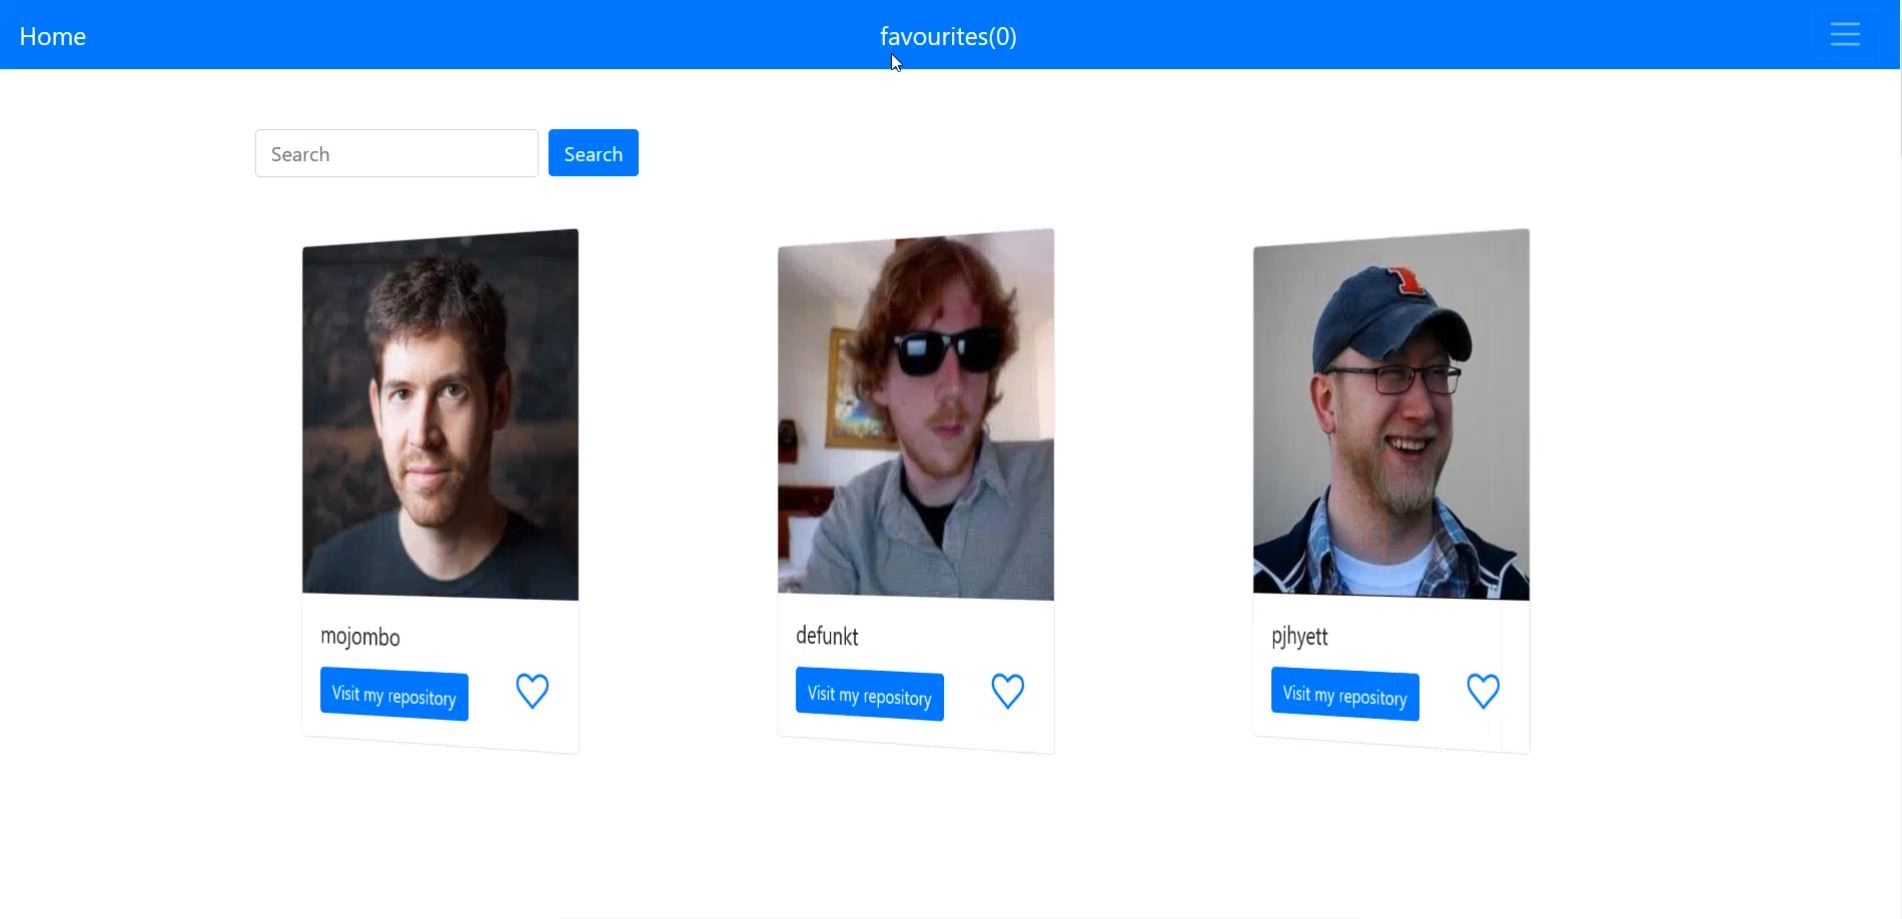 Home
favourites(0)
Search
Search
mojombo
defunkt
pjhyett
Visit my repository
Visit my repository
Visit my repository